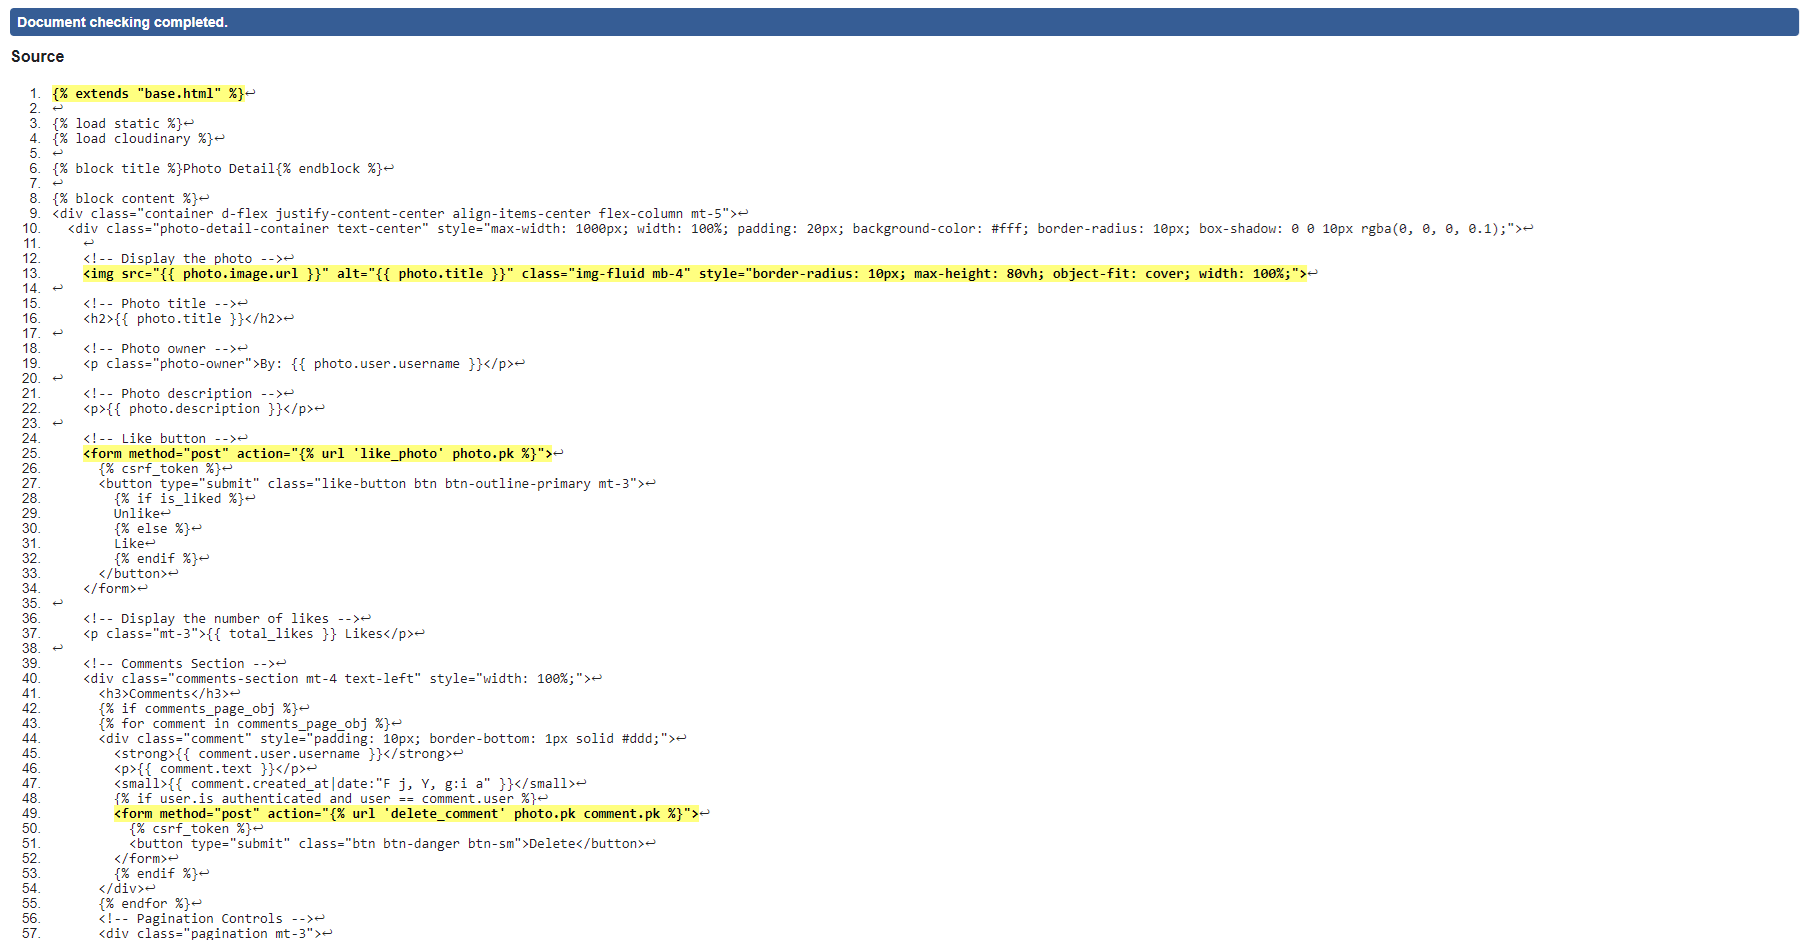 Document checking completed.
Source
1. {% extends "base.html" %}↩
2. ↩
3. {% load static %}↩
4. {% load cloudinary %}↩
5. ↩
6. {% block title %}Photo Detail{% endblock %}↩
7. ↩
8. {% block content %}↩
9. <div class="container d-flex justify-content-center align-items-center flex-column mt-5">↩
10. <div class="photo-detail-container text-center" style="max-width: 1000px; width: 100%; padding: 20px; background-color: #fff; border-radius: 10px; box-shadow: 0 0 10px rgba(0, 0, 0, 0.1);">↩
11. ↩
12. <!-- Display the photo -->↩
13. <img src="{{ photo.image.url }}" alt="{{ photo.title }}" class="img-fluid mb-4" style="border-radius: 10px; max-height: 80vh; object-fit: cover; width: 100%;">↩
14. ↩
15. <!-- Photo title -->↩
16. <h2>{{ photo.title }}</h2>↩
17. ↩
18. <!-- Photo owner -->↩
19. <p class="photo-owner">By: {{ photo.user.username }}</p>↩
20. ↩
21. <!-- Photo description -->↩
22. <p>{{ photo.description }}</p>↩
23. ↩
24. <!-- Like button -->↩
25. <form method="post" action="{% url 'like_photo' photo.pk %}">↩
26. {% csrf_token %}↩
27. <button type="submit" class="like-button btn btn-outline-primary mt-3">↩
28. {% if is_liked %}↩
29. Unlike↩
30. {% else %}↩
31. Like↩
32. {% endif %}↩
33. </button>↩
34. </form>↩
35. ↩
36. <!-- Display the number of likes -->↩
37. <p class="mt-3">{{ total_likes }} Likes</p>↩
38. ↩
39. <!-- Comments Section -->↩
40. <div class="comments-section mt-4 text-left" style="width: 100%;">↩
41. <h3>Comments</h3>↩
42. {% if comments_page_obj %}↩
43. {% for comment in comments_page_obj %}↩
44. <div class="comment" style="padding: 10px; border-bottom: 1px solid #ddd;">↩
45. <strong>{{ comment.user.username }}</strong>↩
46. <p>{{ comment.text }}</p>↩
47. <small>{{ comment.created_at|date:"F j, Y, g:i a" }}</small>↩
48. {% if user.is_authenticated and user == comment.user %}↩
49. <form method="post" action="{% url 'delete_comment' photo.pk comment.pk %}">↩
50. {% csrf_token %}↩
51. <button type="submit" class="btn btn-danger btn-sm">Delete</button>↩
52. </form>↩
53. {% endif %}↩
54. </div>↩
55. {% endfor %}↩
56. <!-- Pagination Controls -->↩
57. <div class="pagination mt-3">↩